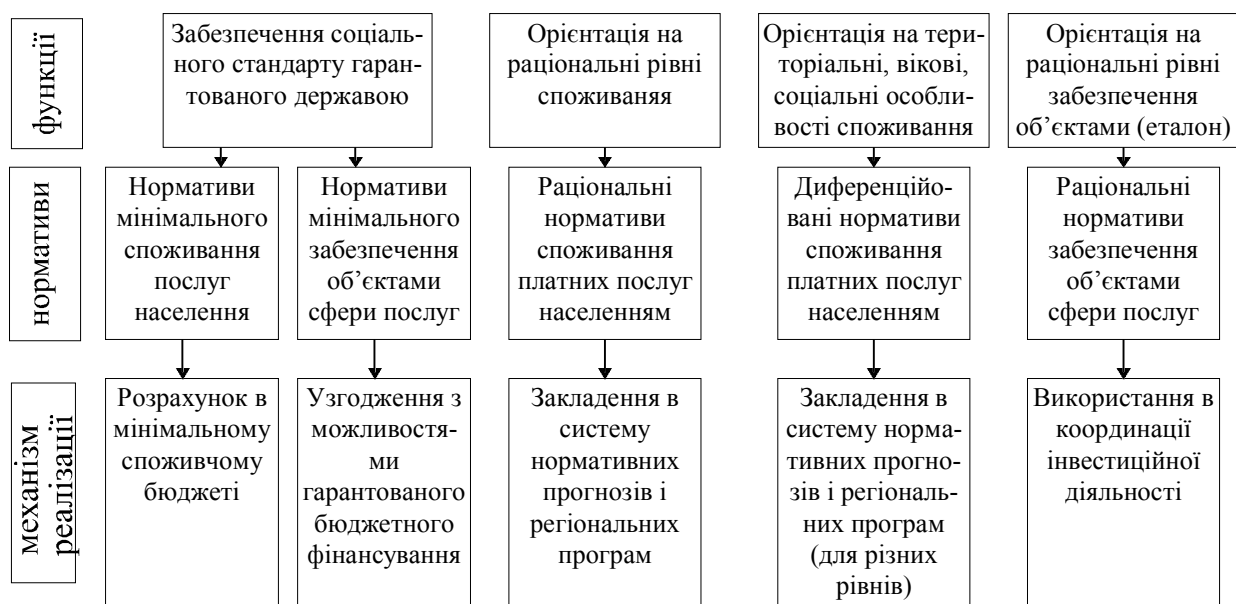 функції
Забезпечення соціаль-
ного стандарту гаран-
тованого державою
Орієнтація на
раціональні рівні
споживаняя
Орієнтація на тери-
торіальні, вікові,
соціальні особли-
вості споживання
Орієнтація на
раціональні рівні
забезпечення
об’єктами (еталон)
нормативи
Нормативи
мінімального
споживання
послуг
населення
Нормативи
мінімального
забезпечення
об’єктами
сфери послуг
Раціональні
нормативи
споживання
платних послуг
населенням
Диференційо-
вані нормативи
споживання
платних послуг
населенням
Раціональні
нормативи
забезпечення
об’єктами
сфери послуг
механізм
реалізації
Розрахунок в
мінімальному
споживчому
бюджеті
Узгодження з
можливостя-
ми
гарантованого
бюджетного
фінансування
Закладення в
систему
нормативних
прогнозів і
регіональних
програм
Закладення в
систему норма-
тивних прогно-
зів і регіональ-
них програм
(для різних
рівнів)
Використання в
координації
інвестиційної
діяльності